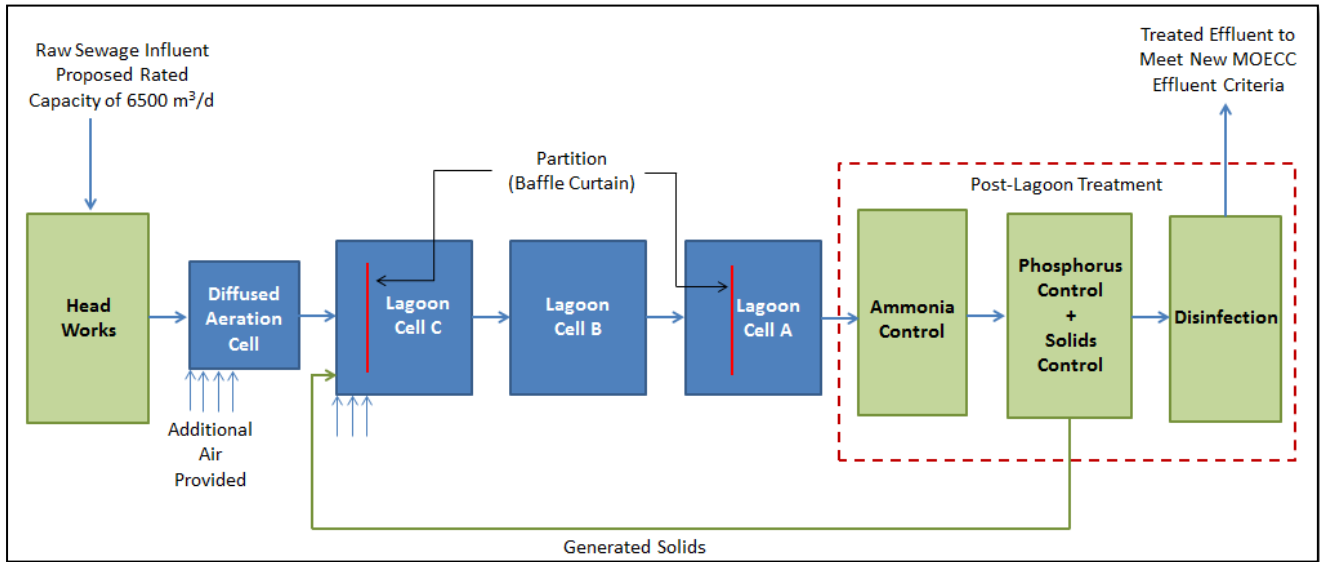 Raw Sewage Influent
Proposed Rated
Capacity of 6500 m³/d
Treated Effluent to
Meet New MOECC
Effluent Criteria
Partition
(Baffle Curtain)
Post-Lagoon Treatment
Head
Works
Diffused
Aeration
Cell
Lagoon
Cell C
Lagoon
Cell B
Lagoon
Cell A
Ammonia
Control
Phosphorus
Control
+
Solids
Control
Disinfection
Additional
Air
Provided
Generated Solids